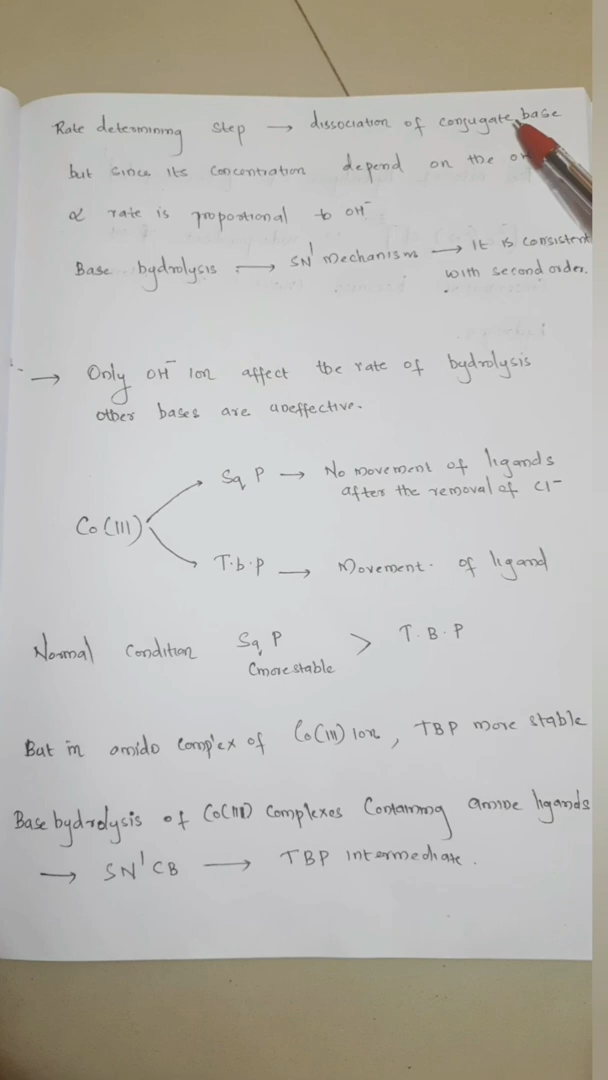 Rate determining step → dissociation of conjugate base
but since its concentration depend on the
& rate is propotional to OH⁻
Base hydrolysis → SN¹ mechanism → It is consistent
with second order.
→ Only OH⁻ Ion affect the rate of hydrolysis
other bases are uneffective.
Sq P → No movement of ligands
after the removal of Cl⁻
Co(III)
T.b.p → Movement of ligand
Normal condition Sq P > T.B.P
(more stable
But in amido complex of Co(III) Ion, TBP more stable
Base hydrolysis of Co(III) complexes containing amine ligands
→ SN¹CB → TBP intermediate.